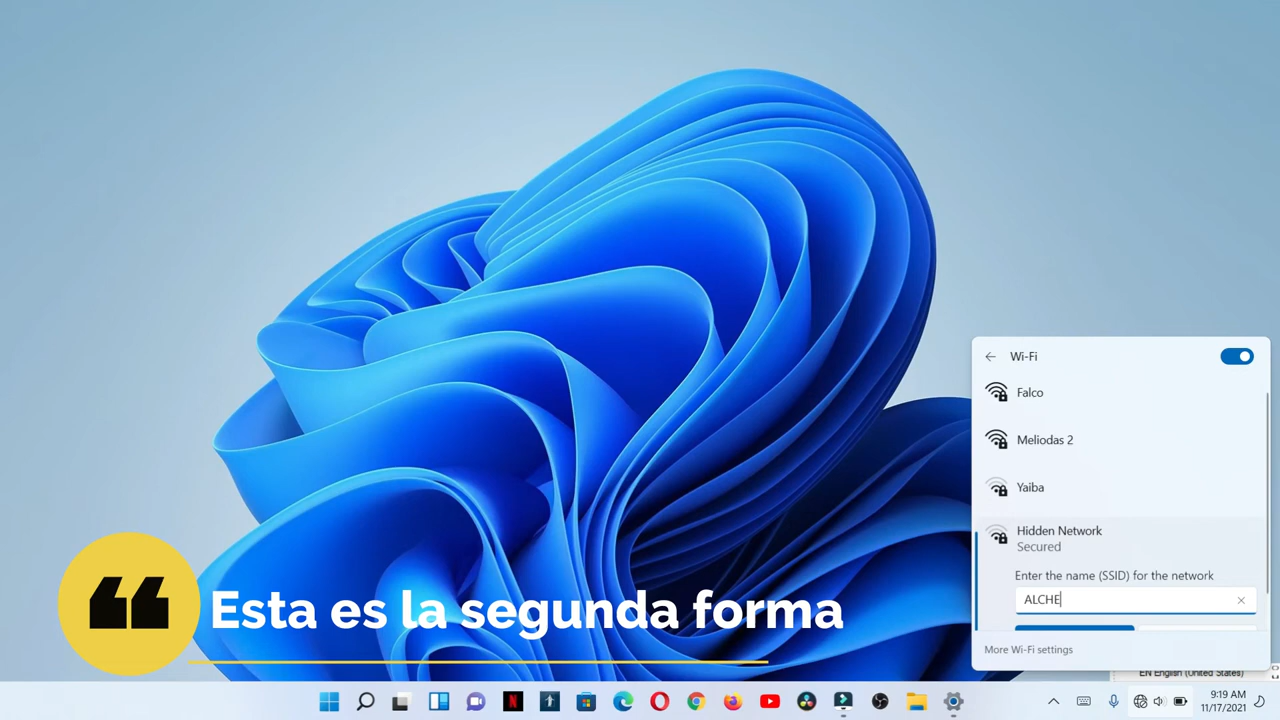 Wi-Fi
Falco
Meliodas 2
Yaiba
Hidden Network
Secured
Enter the name (SSID) for the network
ALCHE
More Wi-Fi settings
Esta es la segunda forma
EN English (United States)
9:19 AM
11/17/2021